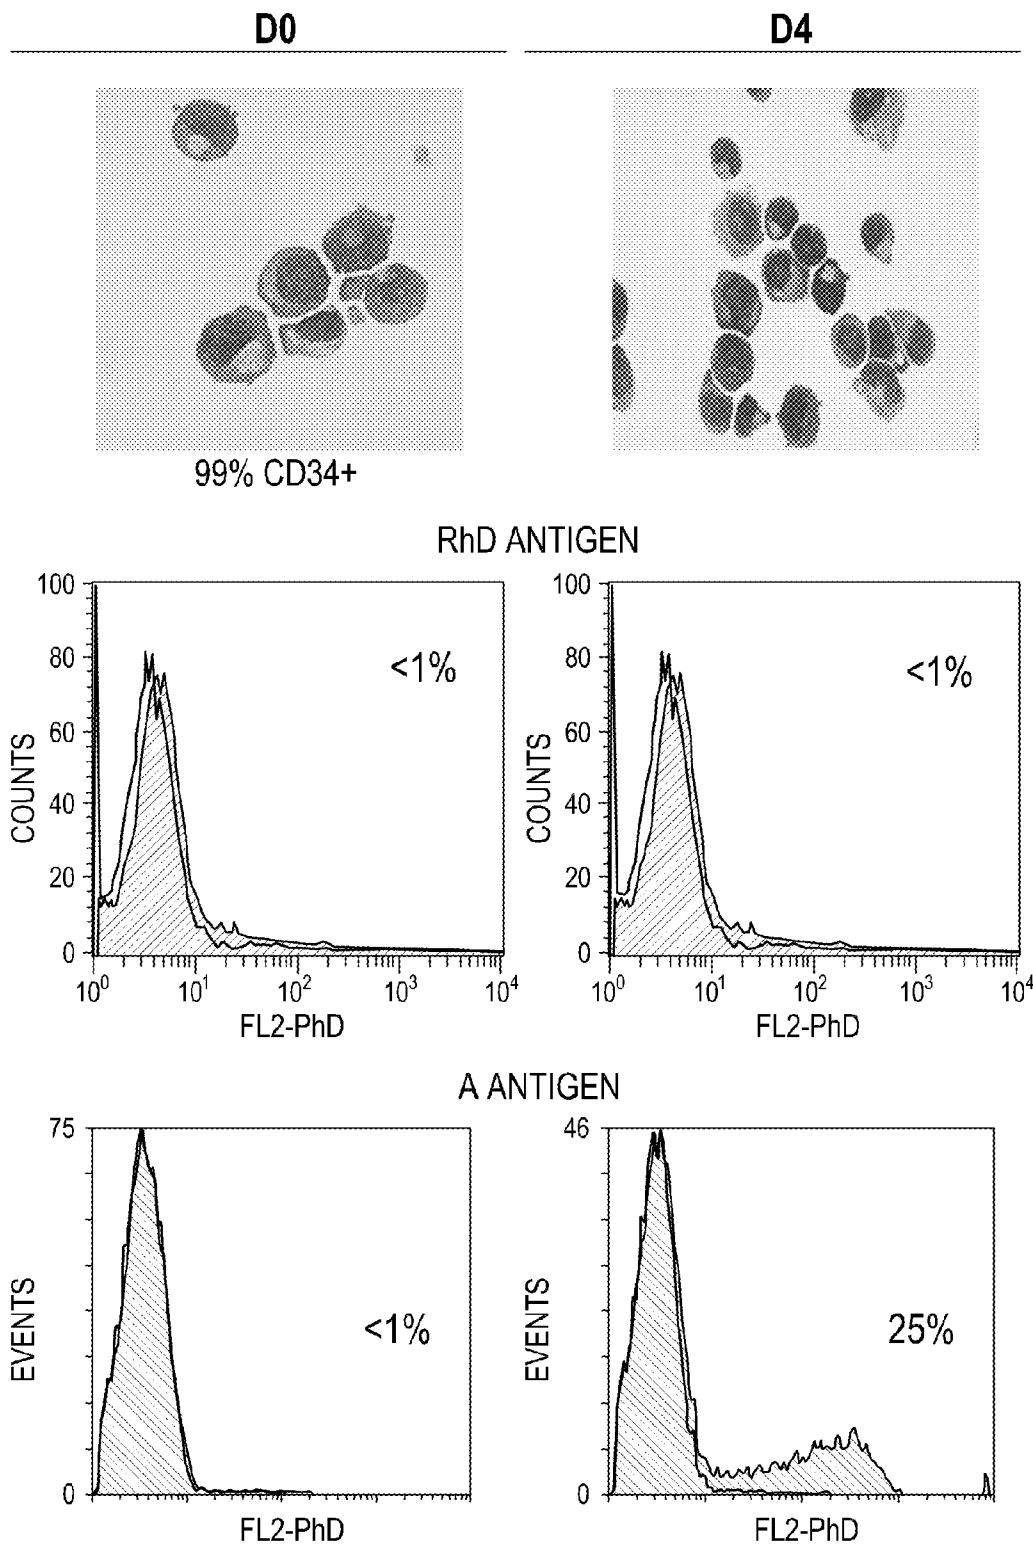 D0 D4
99% CD34+
RhD ANTIGEN
100 80 60 40 20 0
COUNTS
<1%
10^0 10^1 10^2 10^3 10^4
FL2-PhD
100 80 60 40 20 0
COUNTS
<1%
10^0 10^1 10^2 10^3 10^4
FL2-PhD
A ANTIGEN
75 0
EVENTS
<1%
FL2-PhD
46 0
EVENTS
25%
FL2-PhD